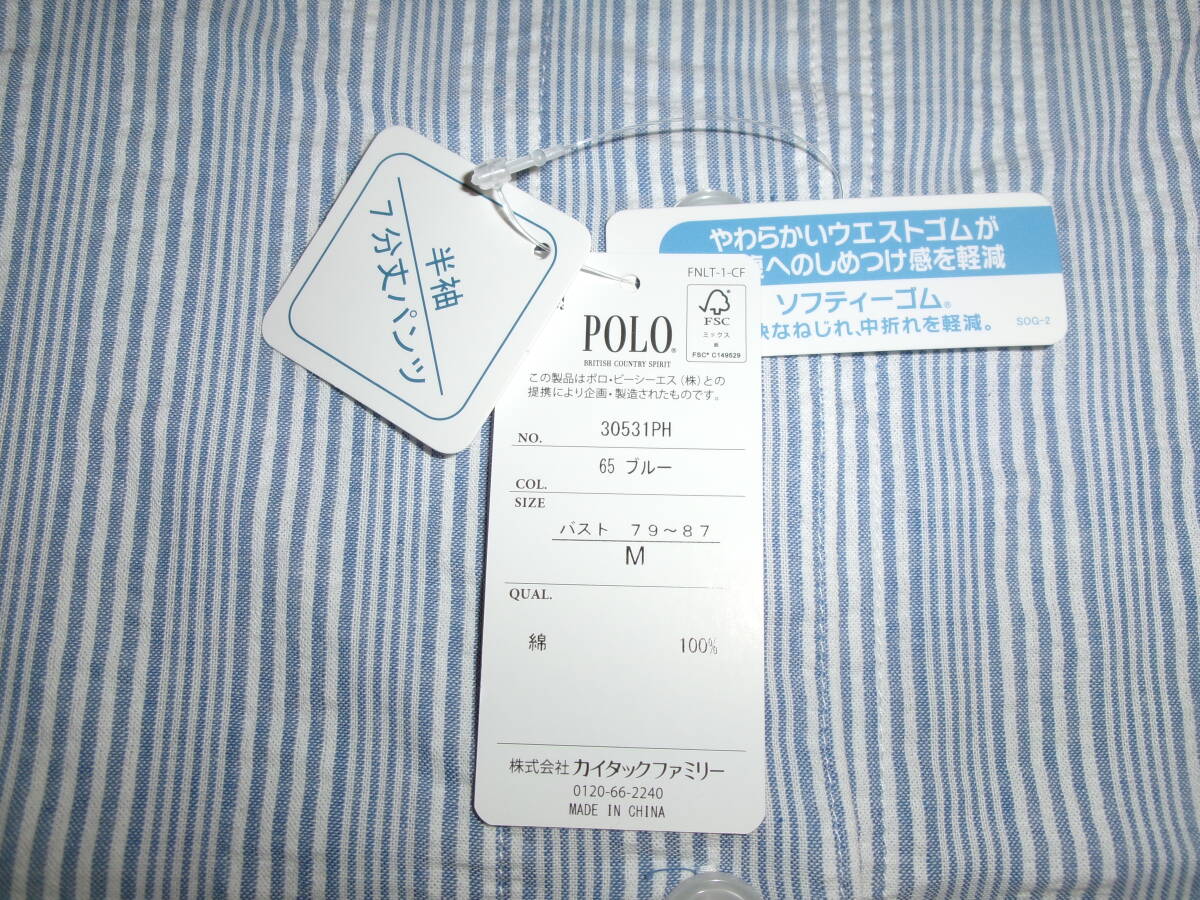 半袖
7分丈パンツ
やわらかいウエストゴムが
へのしめつけ感を軽減
ソフティーゴム®
なねじれ、中折れを軽減。
SOG-2
FNLT-1-CF
FSC
ミックス
紙
FSC® C149529
POLO®
BRITISH COUNTRY SPIRIT
この製品はポロ・ビーシーエス(株)との
提携により企画・製造されたものです。
NO. 30531PH
COL. 65 ブルー
SIZE
バスト 79~87
M
QUAL.
綿 100%
株式会社 カイタックファミリー
0120-66-2240
MADE IN CHINA